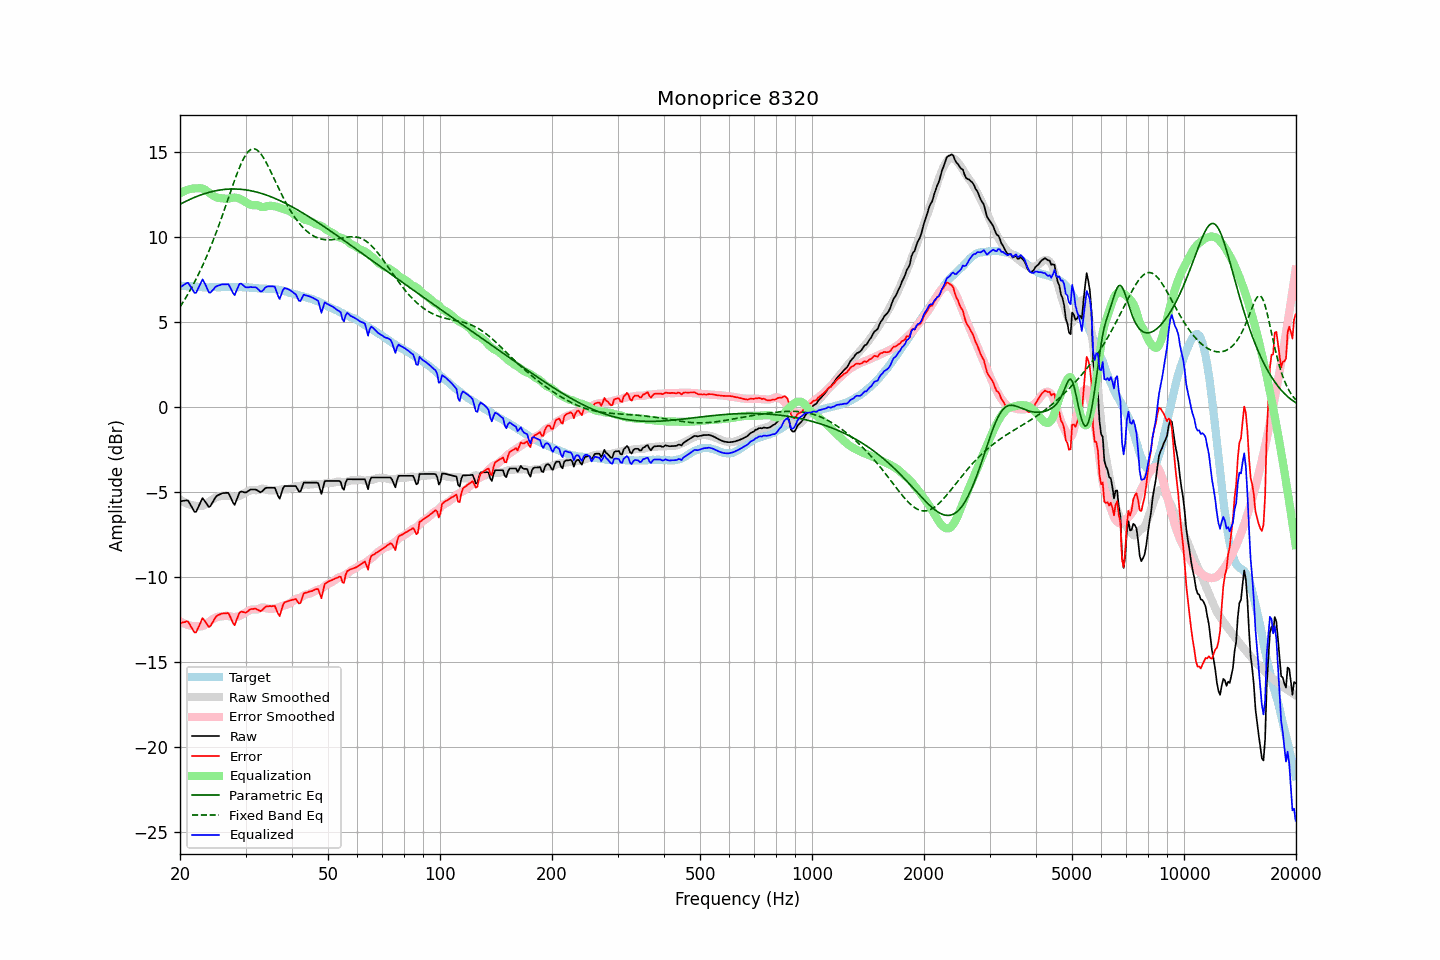 Monoprice 8320
Amplitude (dBr)
15
10
5
0
−5
−10
−15
−20
−25
Target
Raw Smoothed
Error Smoothed
Raw
Error
Equalization
Parametric Eq
Fixed Band Eq
Equalized
20 50 100 200 500 1000 2000 5000 10000 20000
Frequency (Hz)